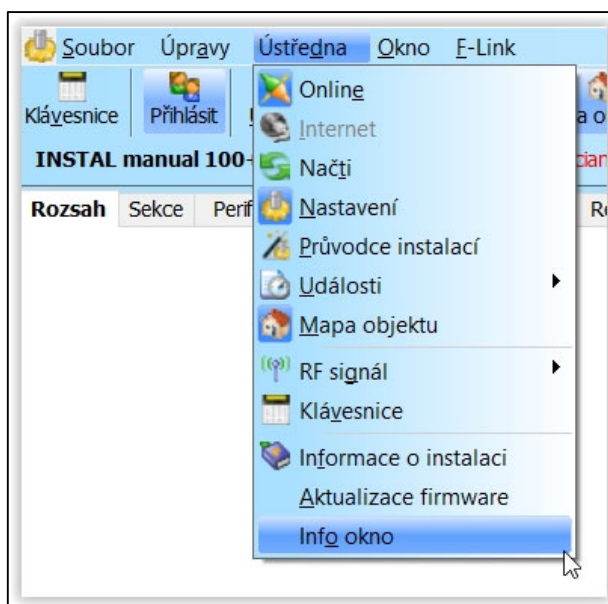 Soubor Úpravy Ústředna Okno F-Link
Klávesnice Přihlásit
INSTAL manual 100+
Rozsah Sekce
Online
Internet
Načti
Nastavení
Průvodce instalací
Události
Mapa objektu
RF signál
Klávesnice
Informace o instalaci
Aktualizace firmware
Info okno